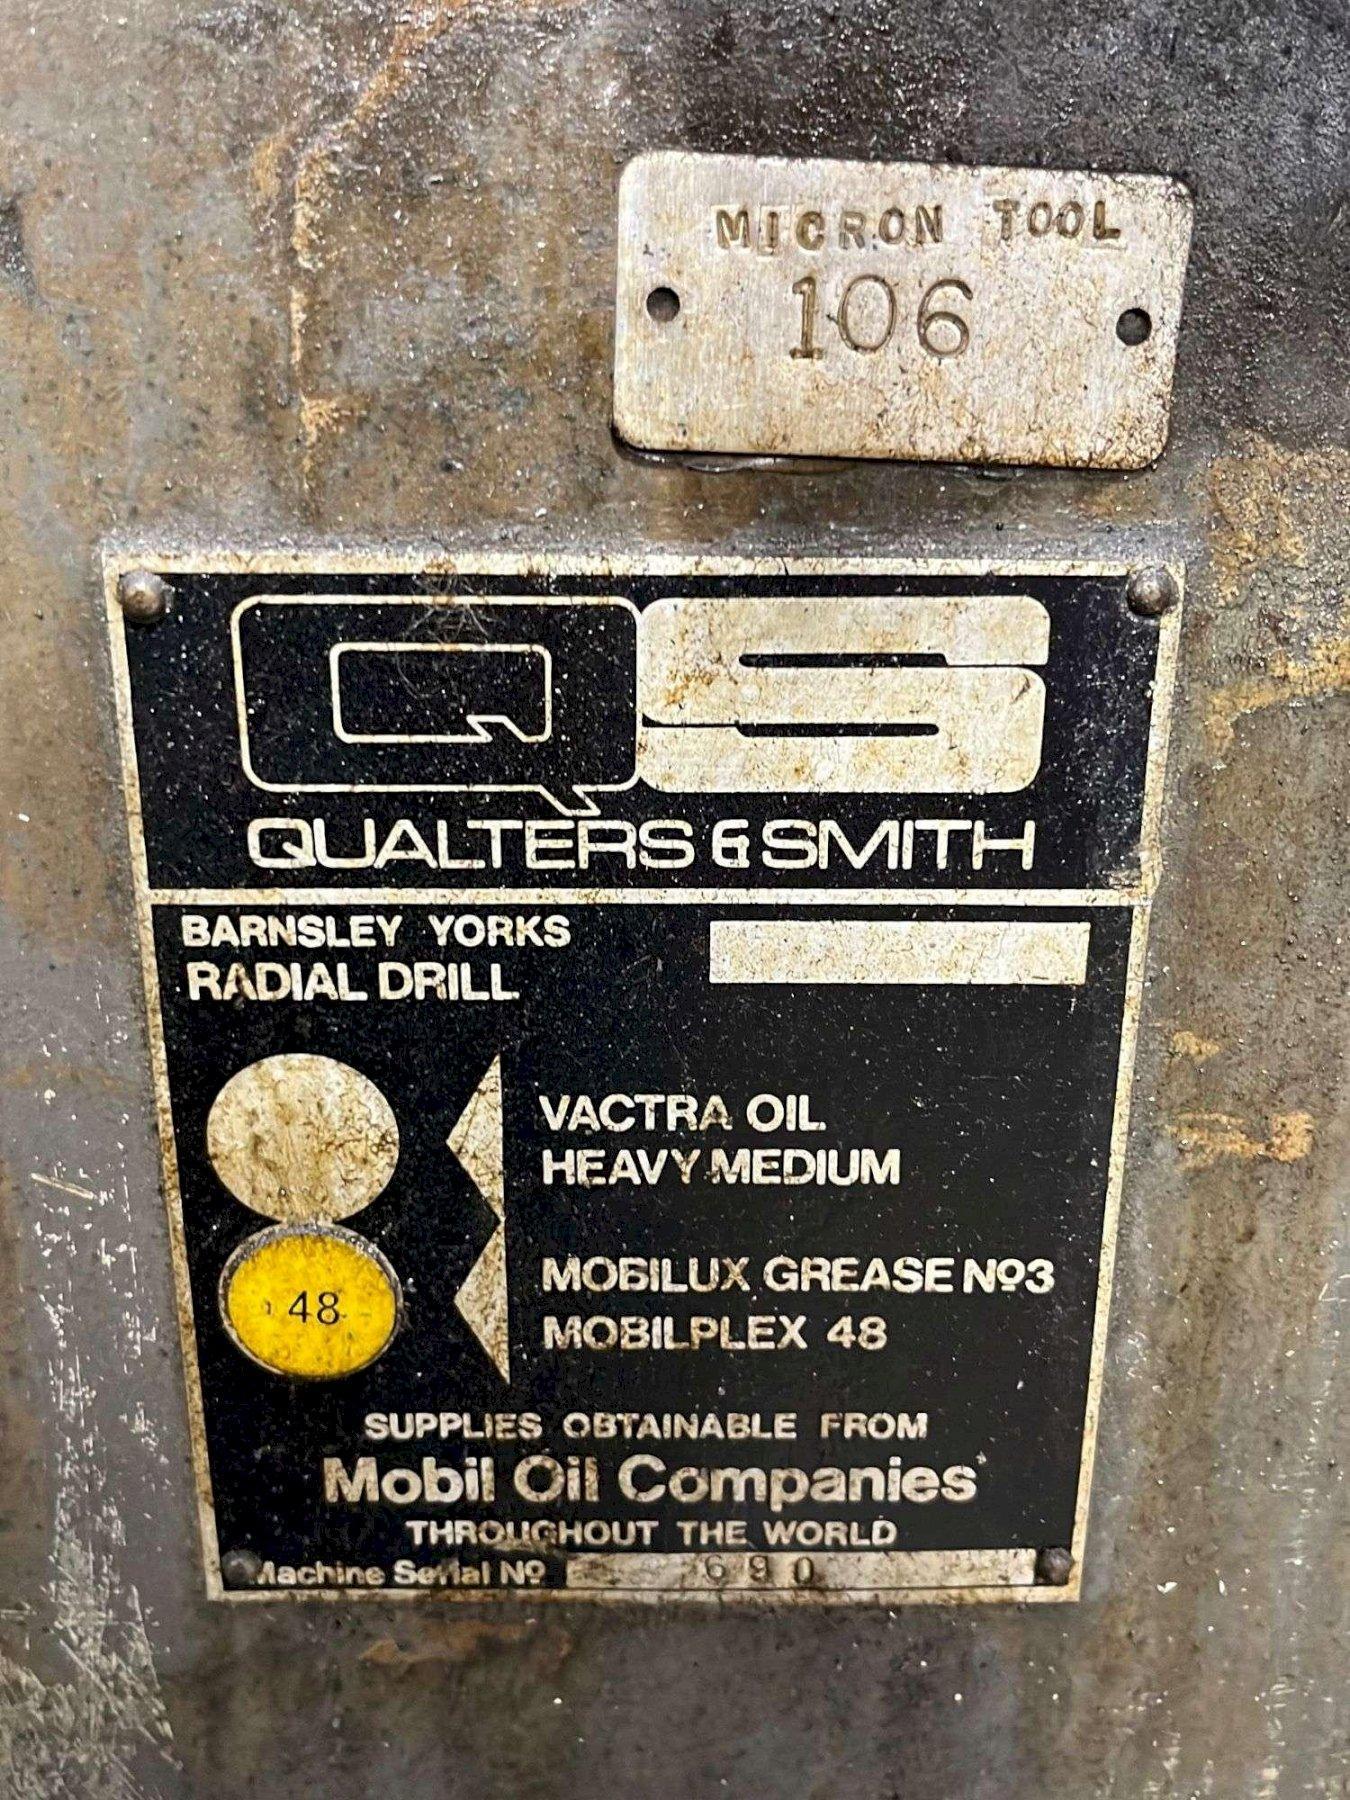 MICRON TOOL
106
QS
QUALTERS & SMITH
BARNSLEY YORKS
RADIAL DRILL
VACTRA OIL
HEAVY MEDIUM
MOBILUX GREASE Nº3
48
MOBILPLEX 48
SUPPLIES OBTAINABLE FROM
Mobil Oil Companies
THROUGHOUT THE WORLD
Machine Serial Nº 690